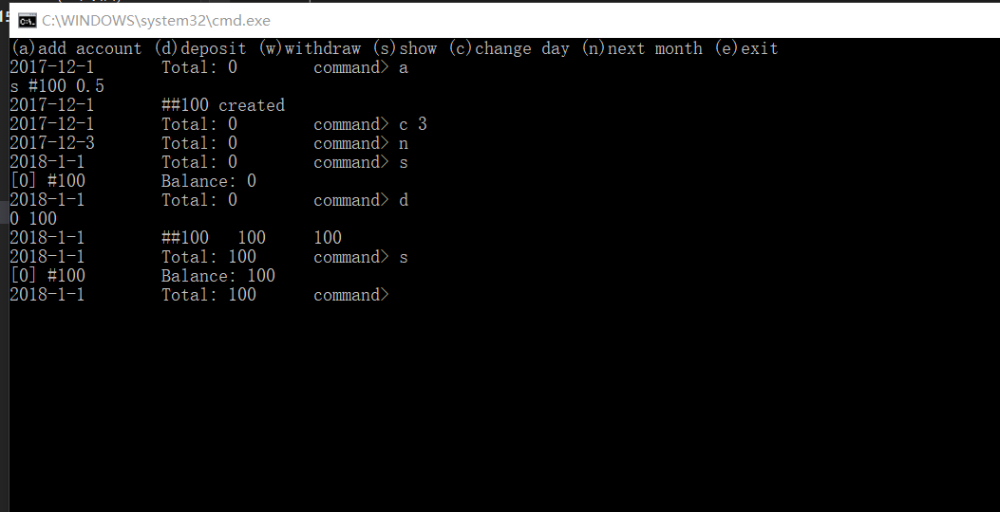 C:\WINDOWS\system32\cmd.exe
(a)add account (d)deposit (w)withdraw (s)show (c)change day (n)next month (e)exit
2017-12-1 Total: 0 command> a
s #100 0.5
2017-12-1 ##100 created
2017-12-1 Total: 0 command> c 3
2017-12-3 Total: 0 command> n
2018-1-1 Total: 0 command> s
[0] #100 Balance: 0
2018-1-1 Total: 0 command> d
0 100
2018-1-1 ##100 100 100
2018-1-1 Total: 100 command> s
[0] #100 Balance: 100
2018-1-1 Total: 100 command>